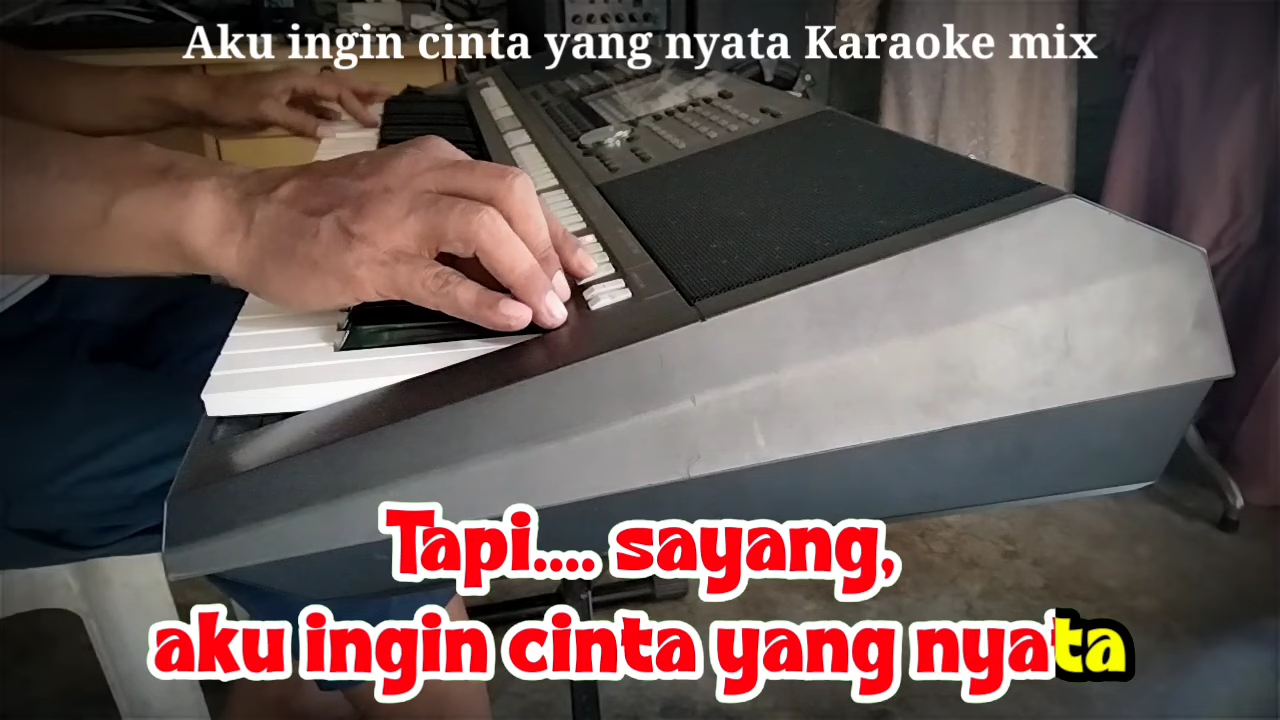 Aku ingin cinta yang nyata Karaoke mix
Tapi.... sayang,
aku ingin cinta yang nyata